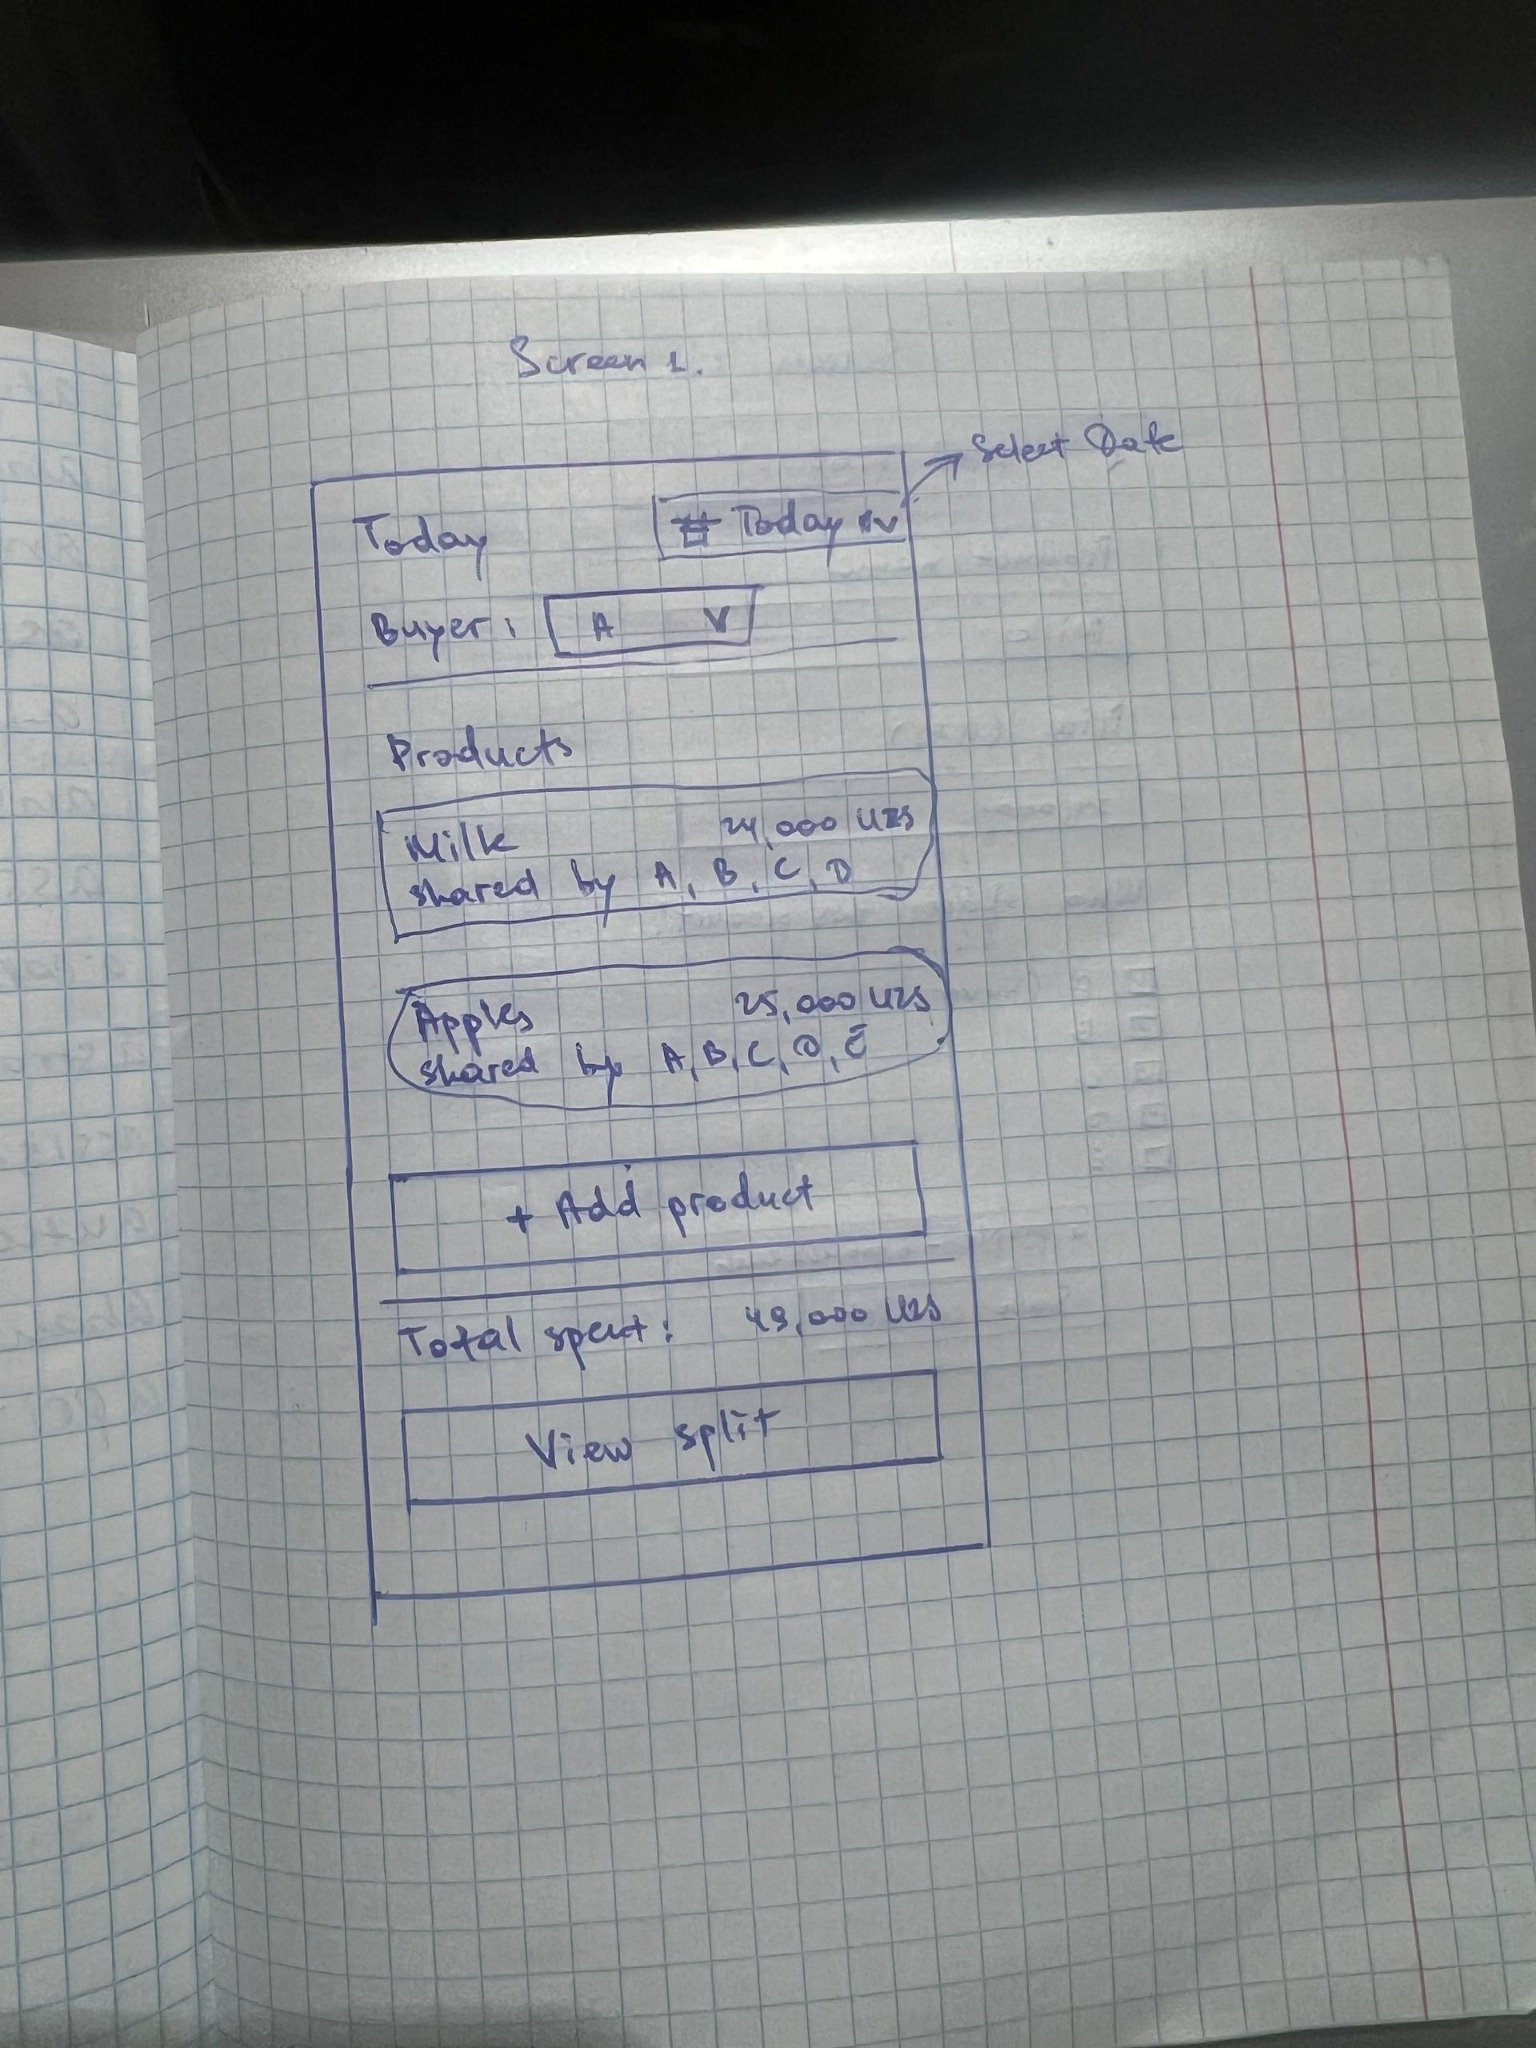 Screen 1.
Select Date
Today Today v
Buyer: A V
Products
Milk 24,000 UZS
shared by A, B, C, D
Apples 25,000 UZS
shared by A, B, C, D, E
+ Add product
Total spent: 49,000 UZS
View split